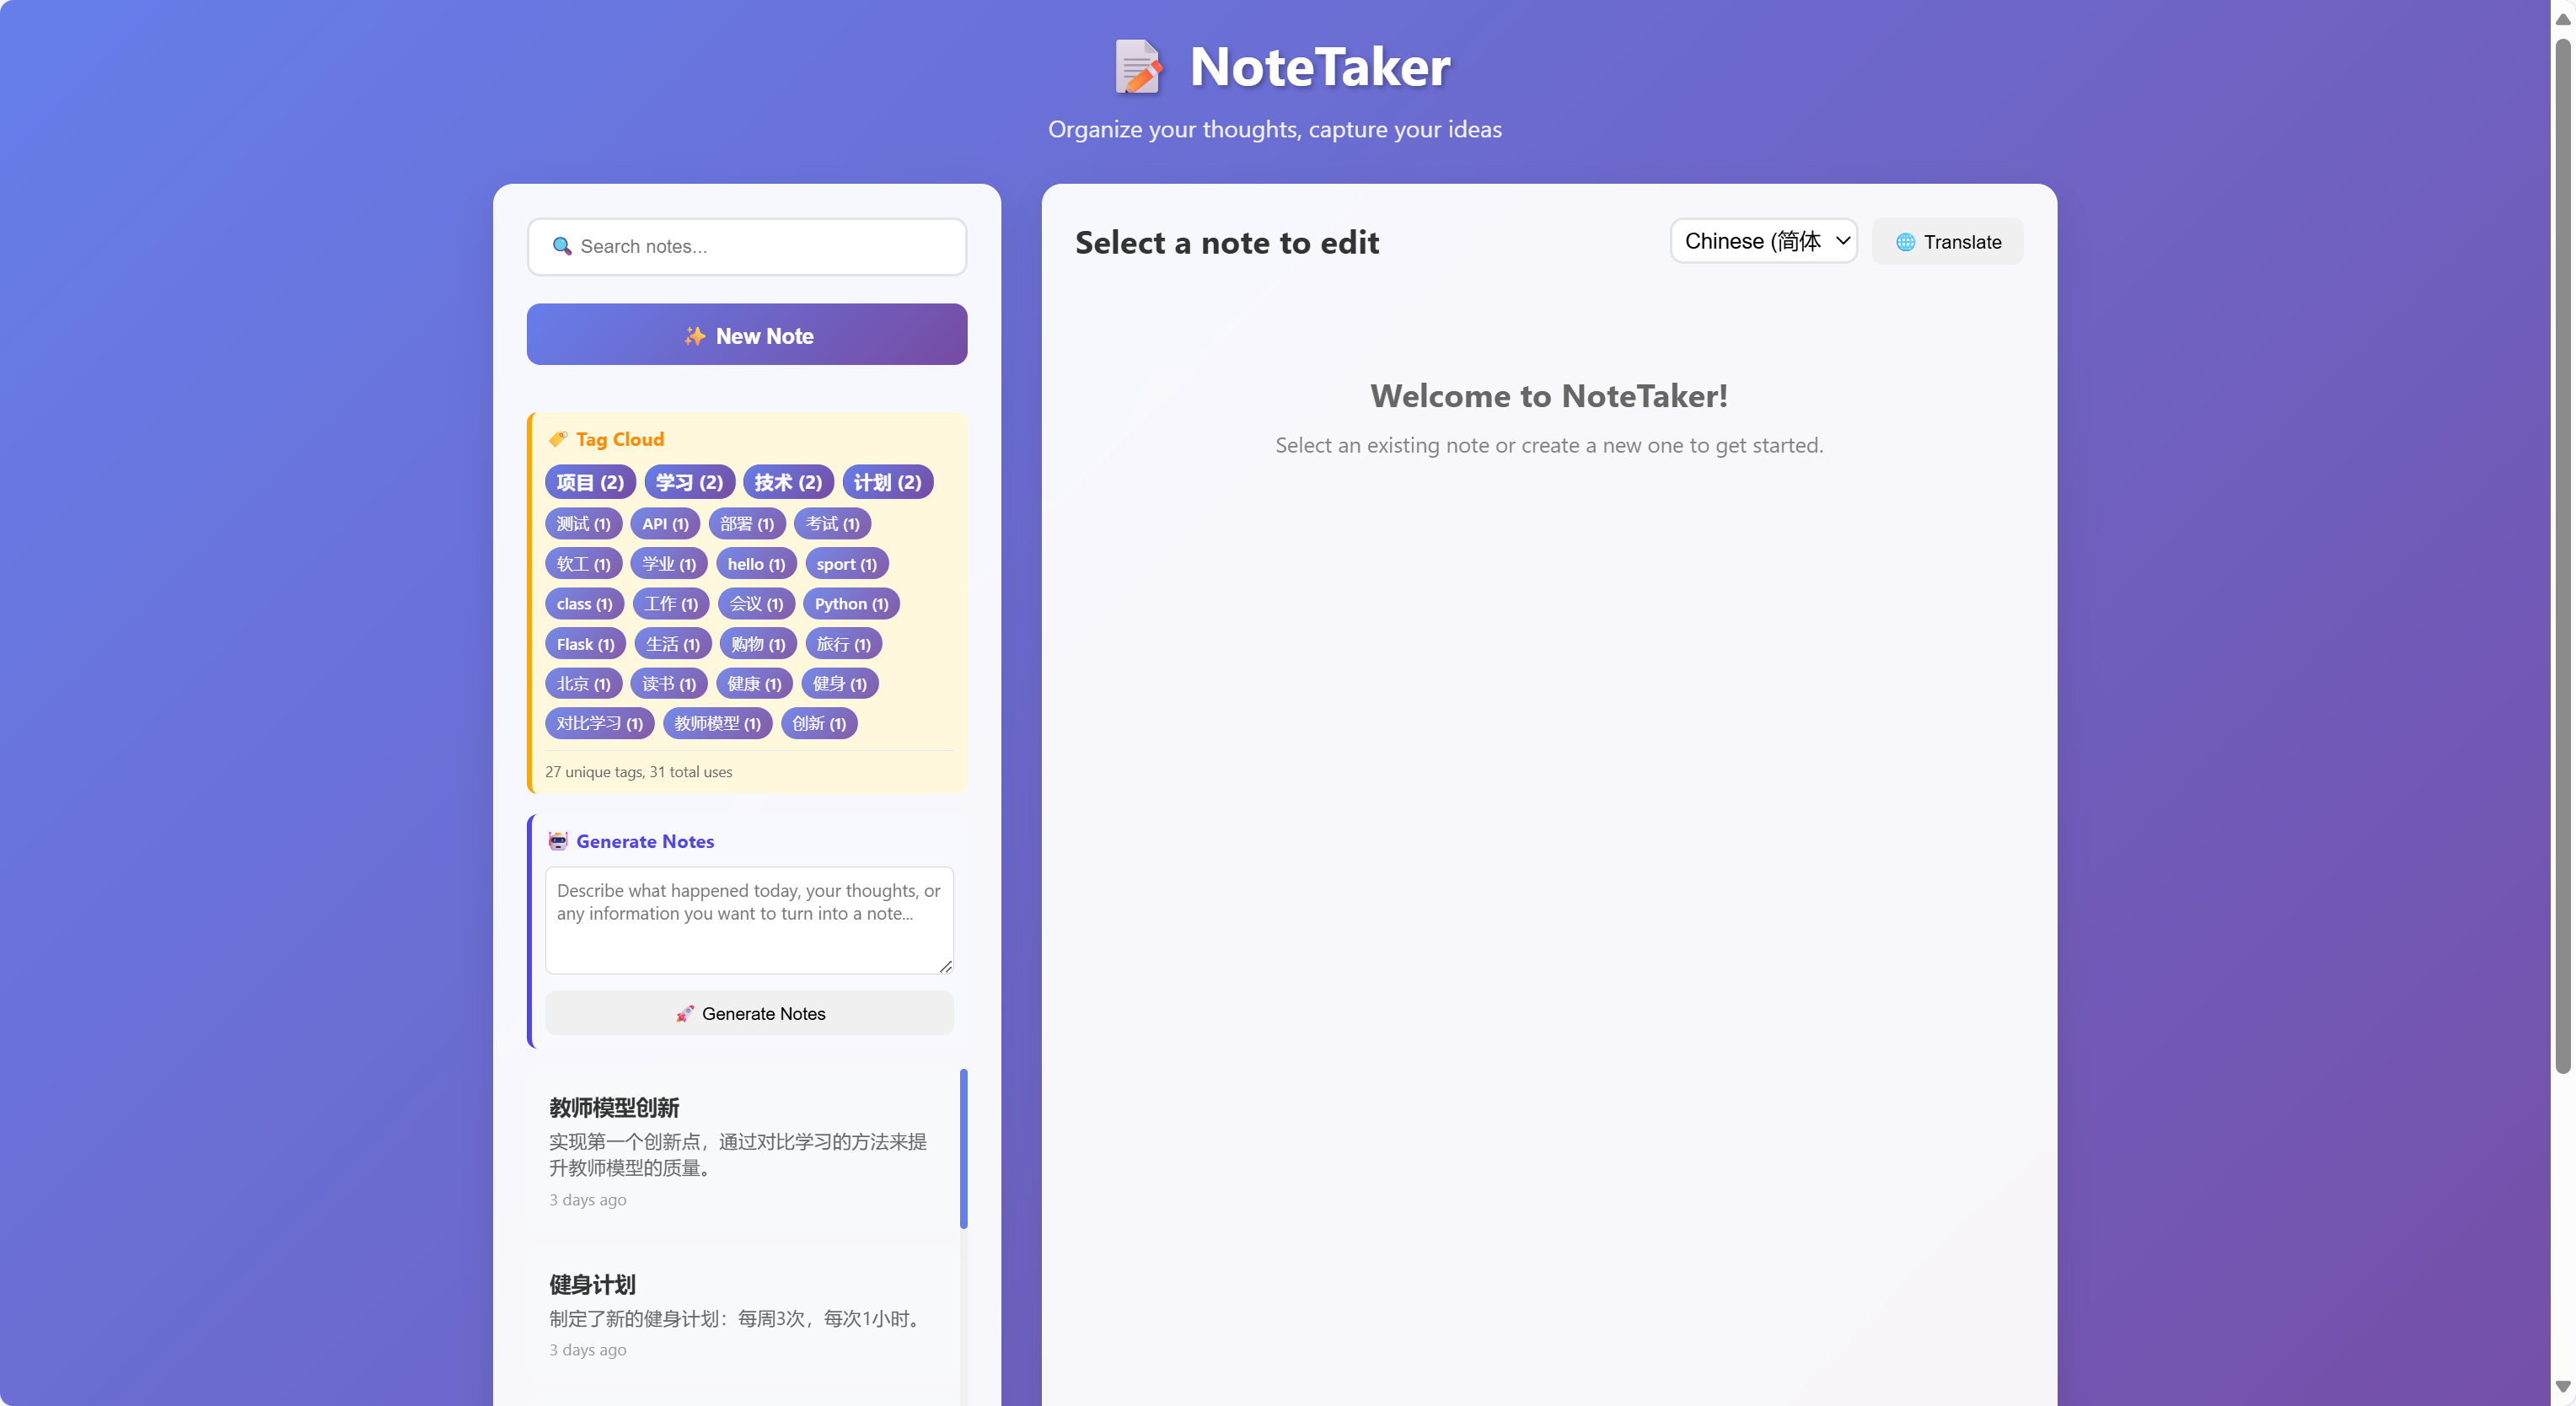 NoteTaker
Organize your thoughts, capture your ideas
Search notes...
New Note
Tag Cloud
项目 (2) 学习 (2) 技术 (2) 计划 (2)
测试 (1) API (1) 部署 (1) 考试 (1)
软工 (1) 学业 (1) hello (1) sport (1)
class (1) 工作 (1) 会议 (1) Python (1)
Flask (1) 生活 (1) 购物 (1) 旅行 (1)
北京 (1) 读书 (1) 健康 (1) 健身 (1)
对比学习 (1) 教师模型 (1) 创新 (1)
27 unique tags, 31 total uses
Generate Notes
Describe what happened today, your thoughts, or
any information you want to turn into a note...
Generate Notes
教师模型创新
实现第一个创新点，通过对比学习的方法来提
升教师模型的质量。
3 days ago
健身计划
制定了新的健身计划：每周3次，每次1小时。
3 days ago
Select a note to edit
Chinese (简体
Translate
Welcome to NoteTaker!
Select an existing note or create a new one to get started.